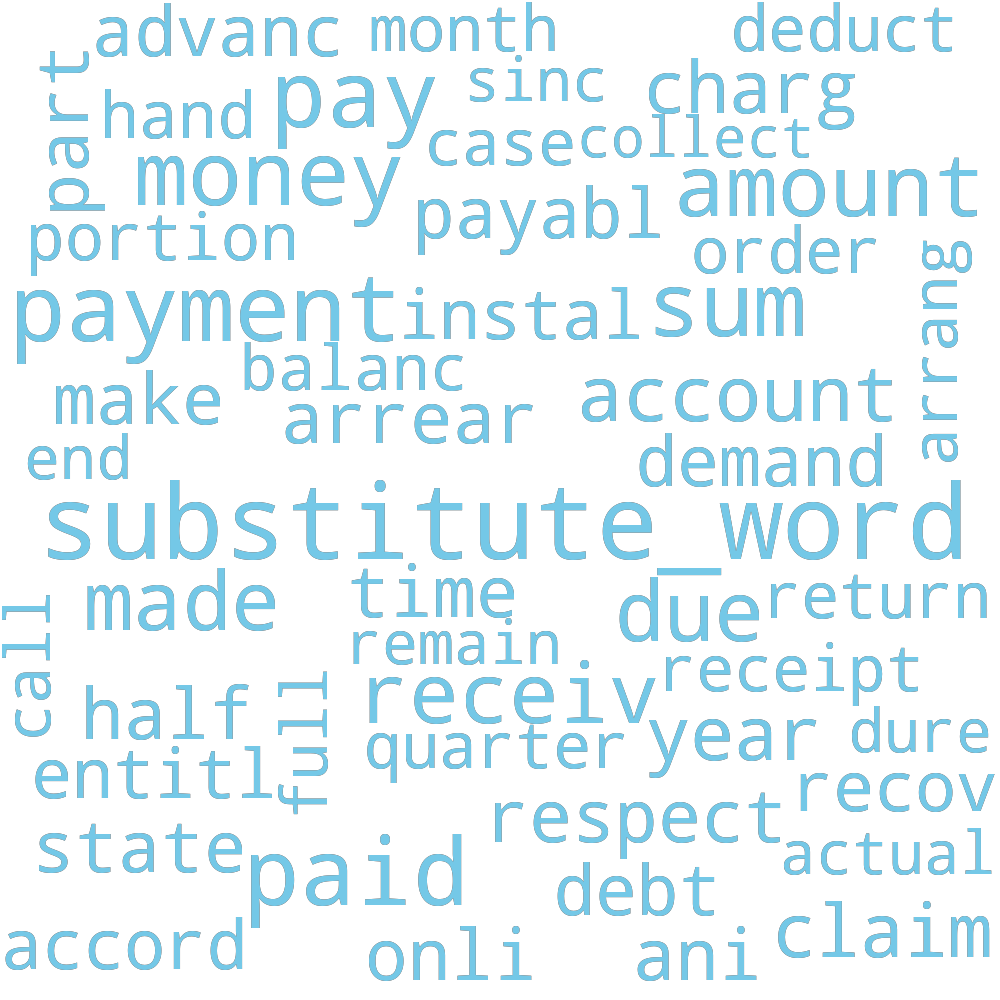 advanc month deduct
part hand pay sinc charg
money case collect amount
portion payabl order
payment instal sum arrang
make balanc arrear account
end demand
substitute_word
made time due return
call remain receipt
half full receiv year dure
entitl quarter recov
state paid respect actual
debt
accord onli ani claim